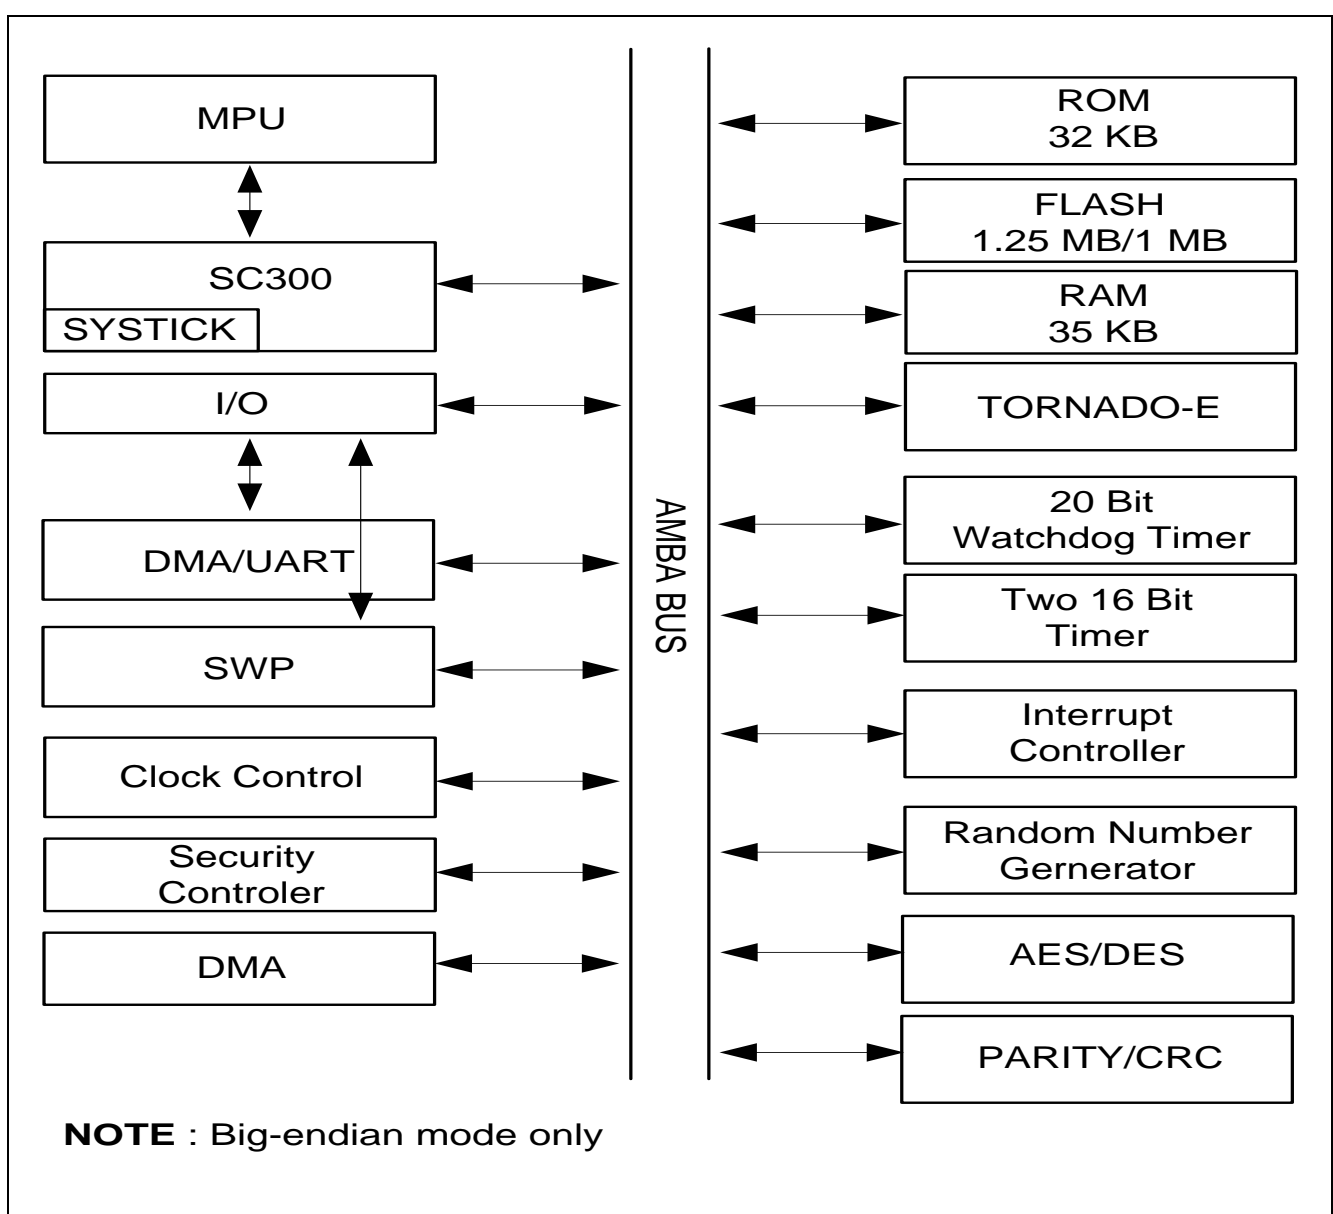 MPU
SC300
SYSTICK
I/O
DMA/UART
SWP
Clock Control
Security
Controler
DMA
AMBA BUS
ROM
32 KB
FLASH
1.25 MB/1 MB
RAM
35 KB
TORNADO-E
20 Bit
Watchdog Timer
Two 16 Bit
Timer
Interrupt
Controller
Random Number
Gernerator
AES/DES
PARITY/CRC
NOTE : Big-endian mode only